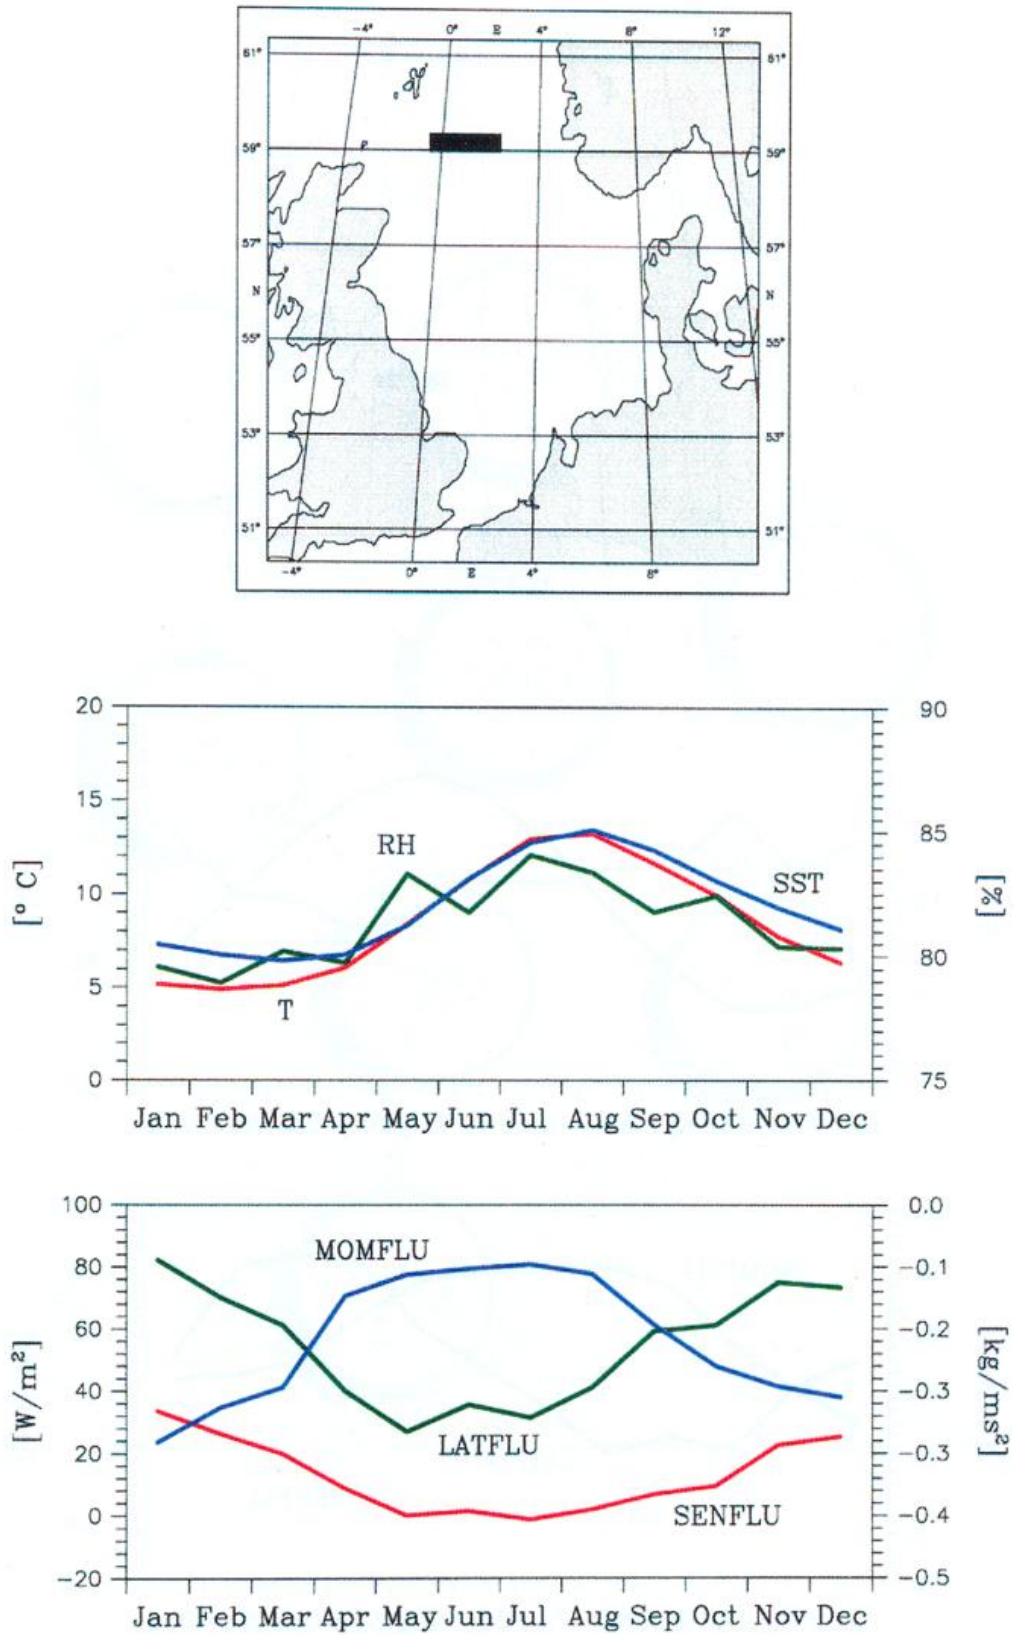 -4° 0° E 4° 8° 12°
61° 61°
59° 59°
57° 57°
N N
55° 55°
53° 53°
51° 51°
-4° 0° E 4° 8°
20 90
15
RH 85
[° C] SST [%]
10
80
5
T
0 75
Jan Feb Mar Apr May Jun Jul Aug Sep Oct Nov Dec
100 0.0
MOMFLU
80 -0.1
60 -0.2
[W/m²] [kg/ms²]
40 -0.3
LATFLU
20 -0.3
SENFLU
0 -0.4
-20 -0.5
Jan Feb Mar Apr May Jun Jul Aug Sep Oct Nov Dec